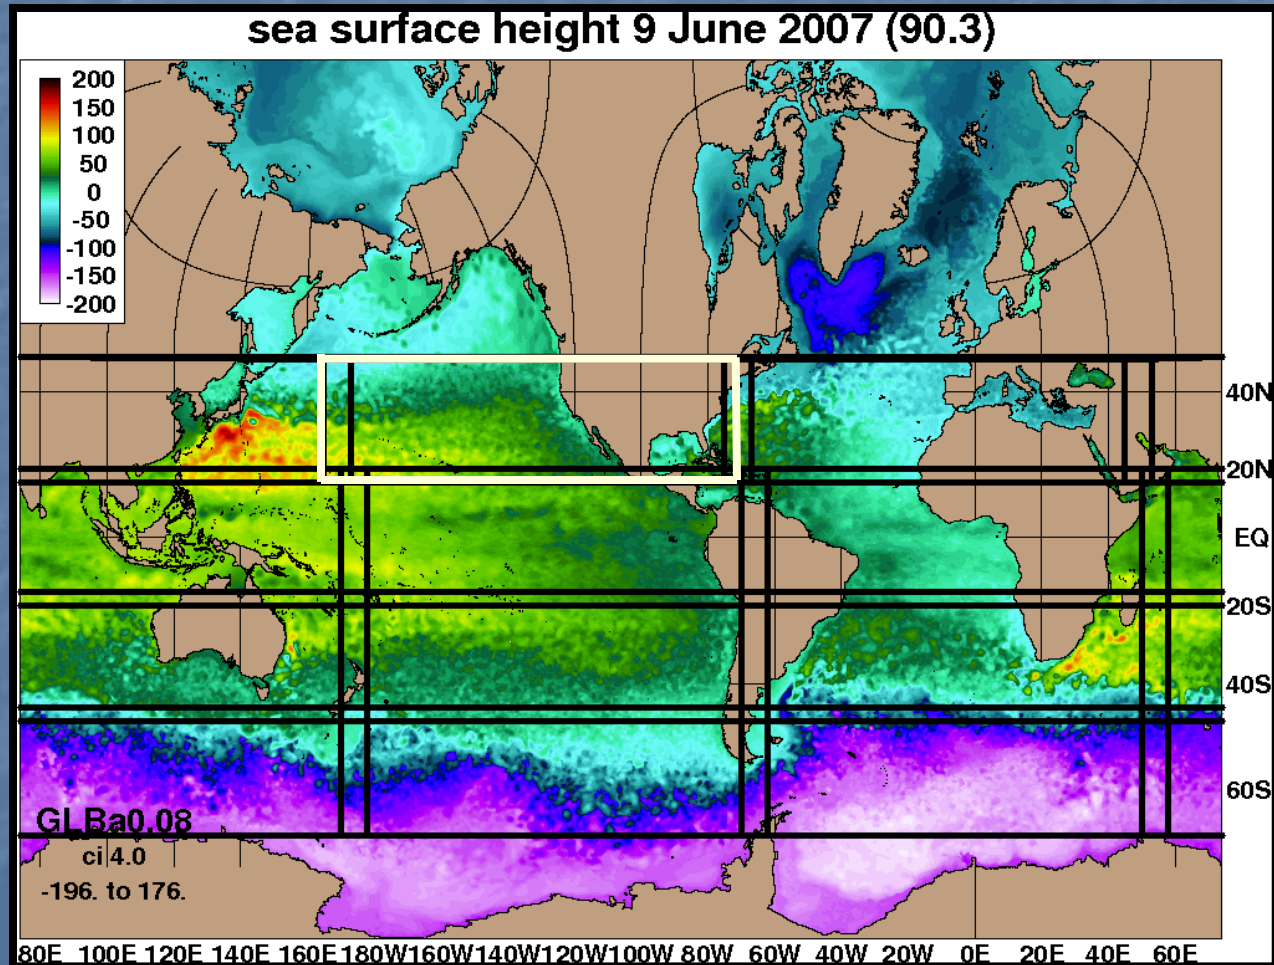 sea surface height 9 June 2007 (90.3)
200
150
100
50
0
-50
-100
-150
-200
40N
20N
EQ
20S
40S
60S
GLBa0.08
ci 4.0
-196. to 176.
80E 100E 120E 140E 160E 180W 160W 140W 120W 100W 80W 60W 40W 20W 0E 20E 40E 60E